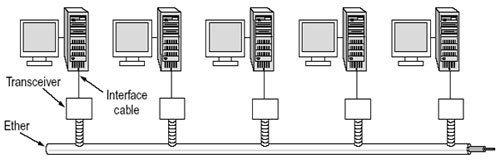 Transceiver
Interface
cable
Ether